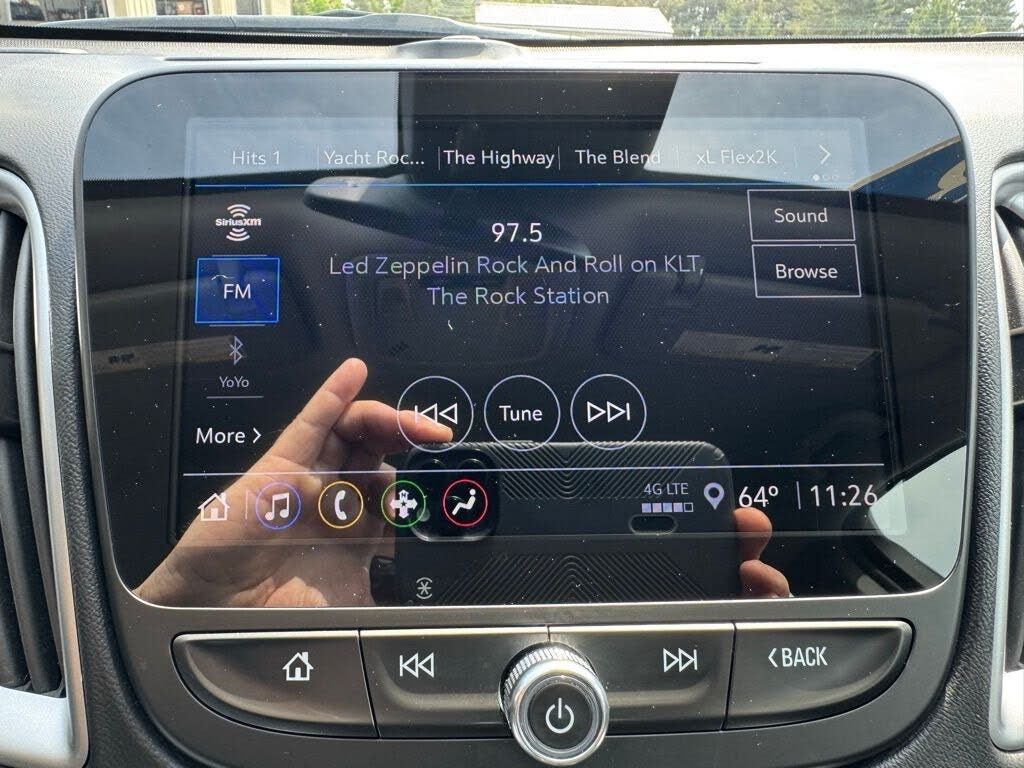 Hits 1
Yacht Roc...
The Highway
The Blend
xL Flex2K
SiriusXM
97.5
Sound
Led Zeppelin Rock And Roll on KLT,
The Rock Station
Browse
FM
YoYo
Tune
More >
4G LTE
64°
11:26
BACK